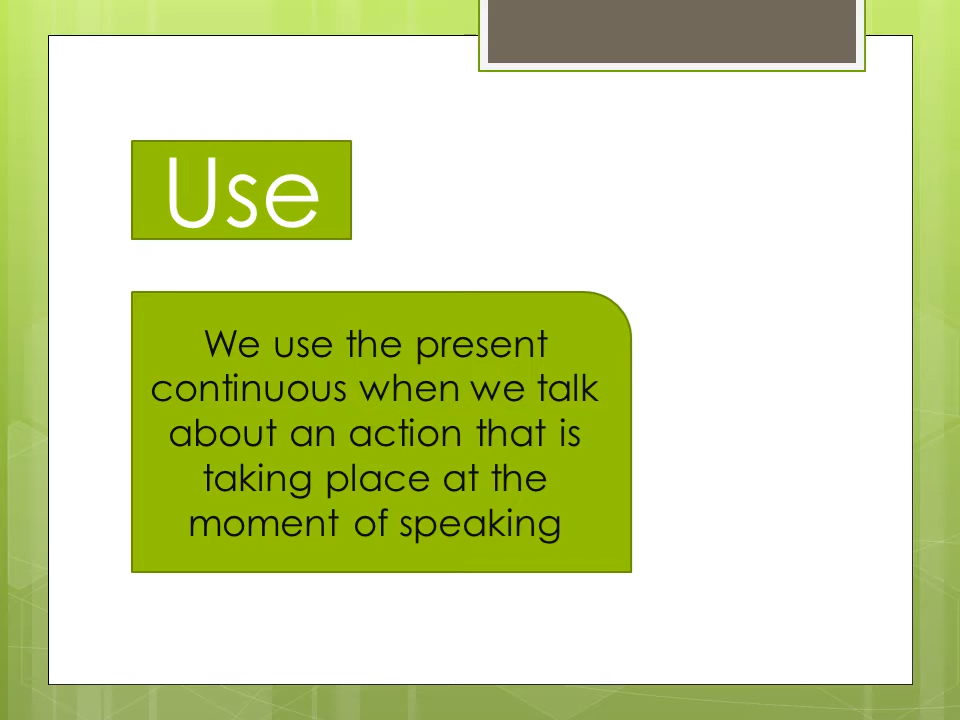 Use
We use the present
continuous when we talk
about an action that is
taking place at the
moment of speaking